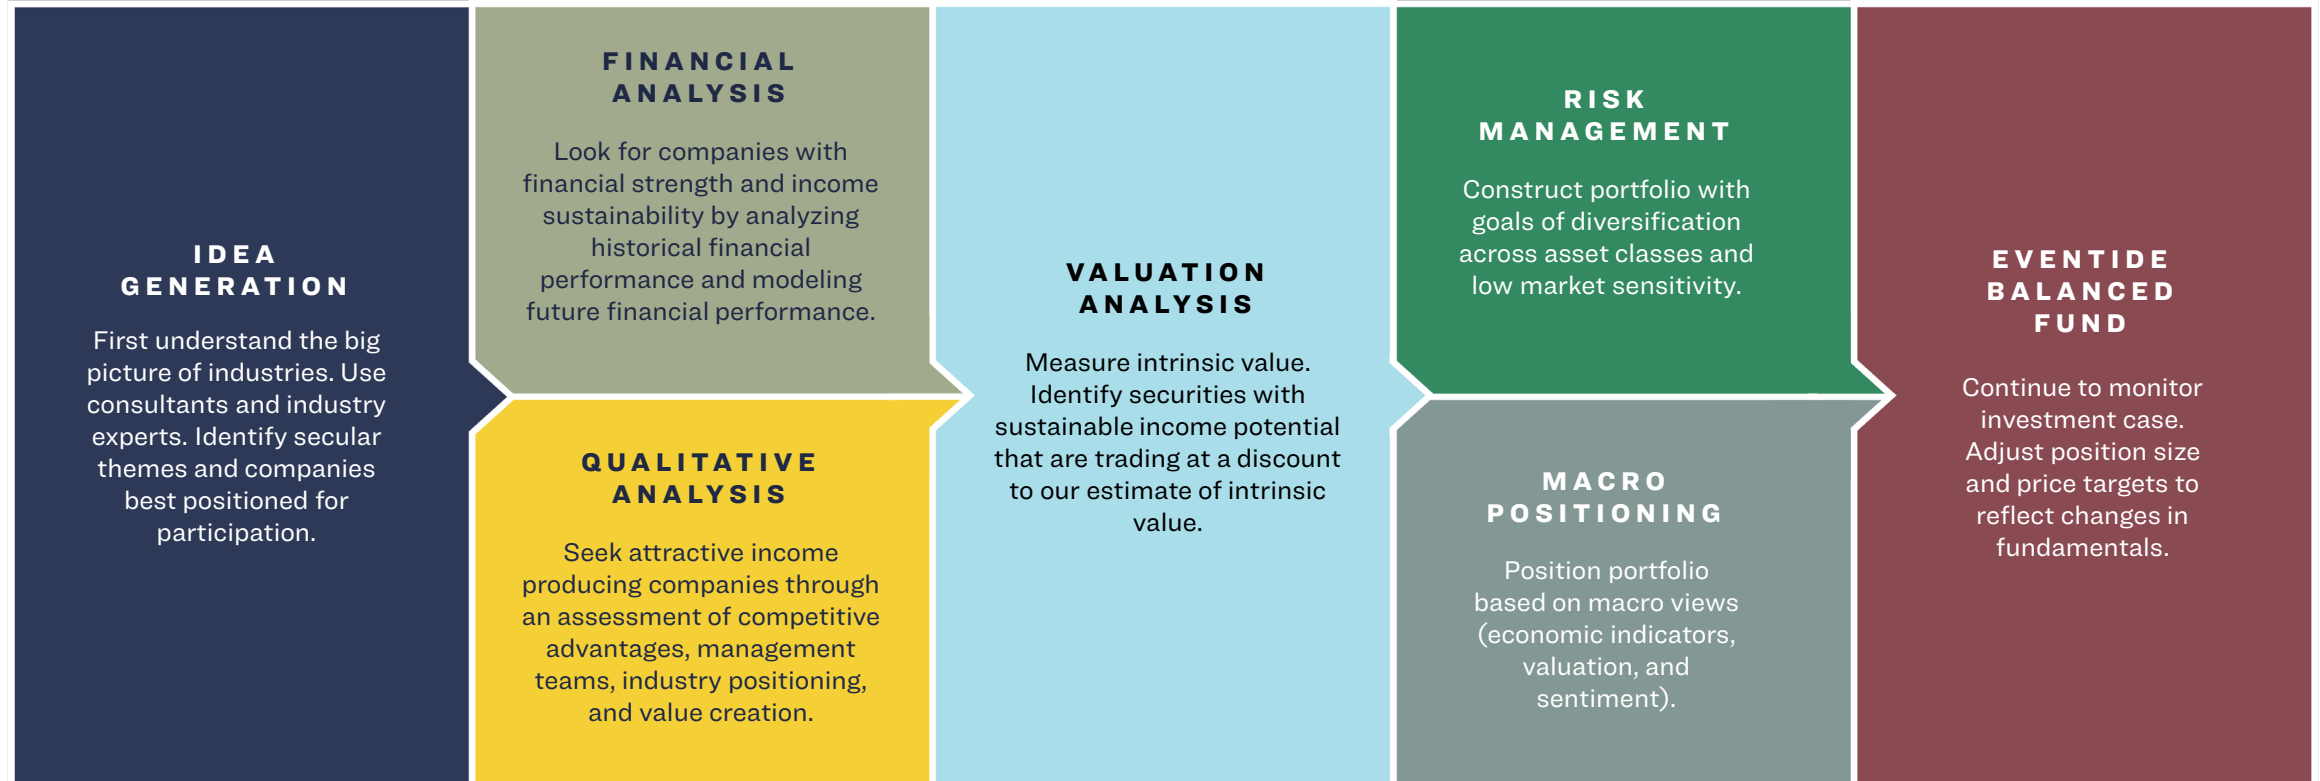 IDEA
GENERATION
First understand the big
picture of industries. Use
consultants and industry
experts. Identify secular
themes and companies
best positioned for
participation.
FINANCIAL
ANALYSIS
Look for companies with
financial strength and income
sustainability by analyzing
historical financial
performance and modeling
future financial performance.
QUALITATIVE
ANALYSIS
Seek attractive income
producing companies through
an assessment of competitive
advantages, management
teams, industry positioning,
and value creation.
VALUATION
ANALYSIS
Measure intrinsic value.
Identify securities with
sustainable income potential
that are trading at a discount
to our estimate of intrinsic
value.
RISK
MANAGEMENT
Construct portfolio with
goals of diversification
across asset classes and
low market sensitivity.
MACRO
POSITIONING
Position portfolio
based on macro views
(economic indicators,
valuation, and
sentiment).
EVENTIDE
BALANCED
FUND
Continue to monitor
investment case.
Adjust position size
and price targets to
reflect changes in
fundamentals.